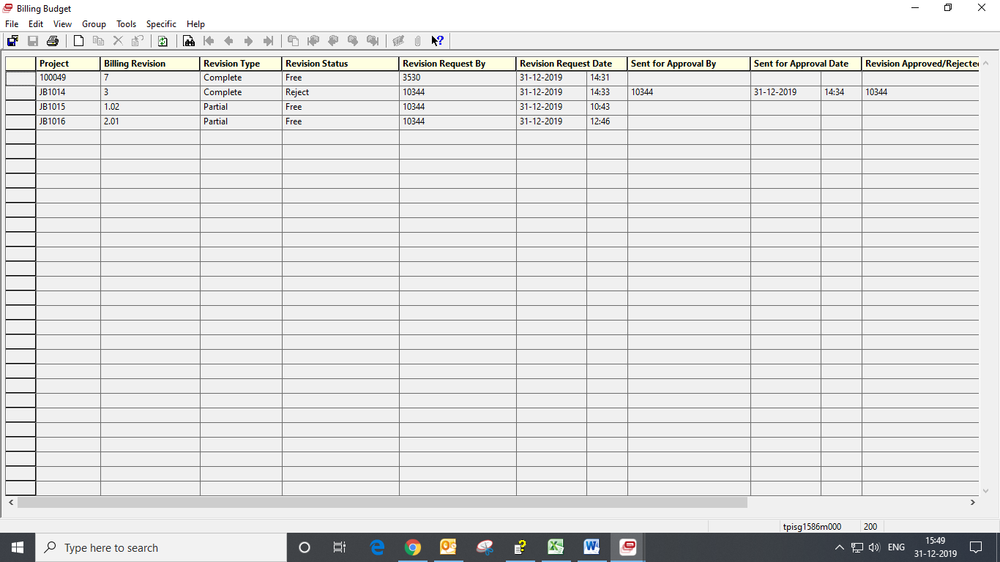 Billing Budget
File Edit View Group Tools Specific Help
Project Billing Revision Revision Type Revision Status Revision Request By Revision Request Date Sent for Approval By Sent for Approval Date Revision Approved/Rejected
100049 7 Complete Free 3530 31-12-2019 14:31
JB1014 3 Complete Reject 10344 31-12-2019 14:33 10344 31-12-2019 14:34 10344
JB1015 1.02 Partial Free 10344 31-12-2019 10:43
JB1016 2.01 Partial Free 10344 31-12-2019 12:46
tpisg1586m000 200
Type here to search
ENG
15:49
31-12-2019